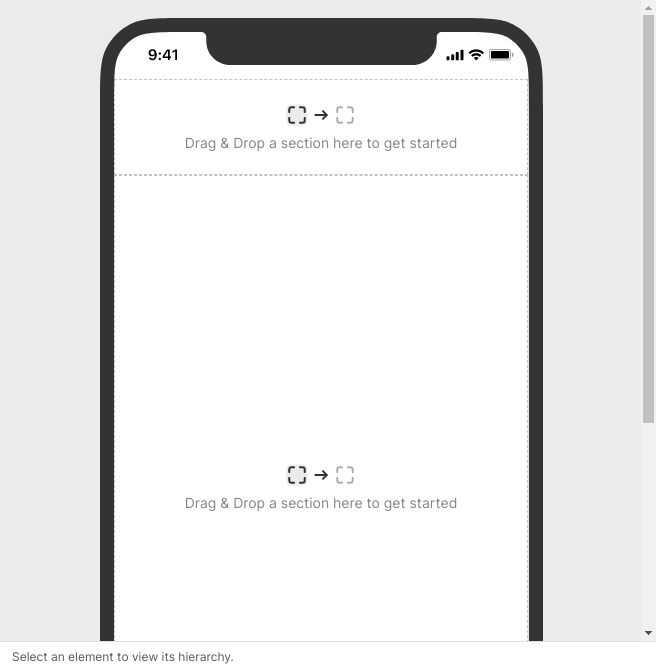 9:41
Drag & Drop a section here to get started
Drag & Drop a section here to get started
Select an element to view its hierarchy.